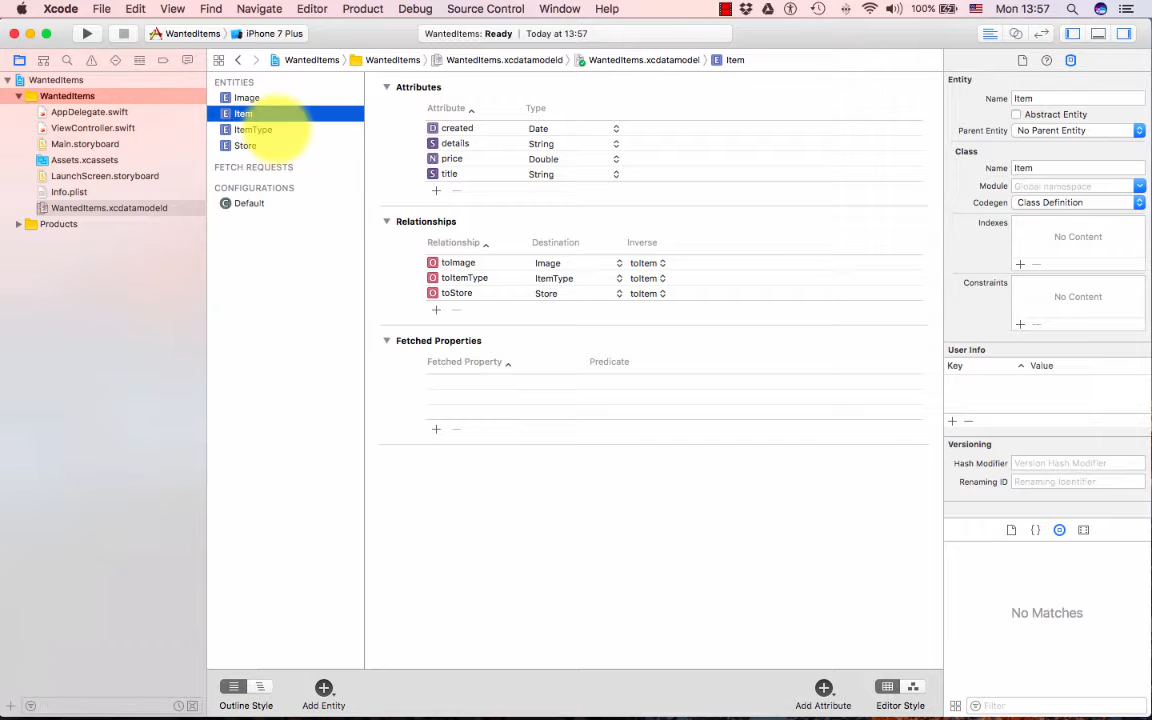 Xcode File Edit View Find Navigate Editor Product Debug Source Control Window Help 100% Mon 13:57
WantedItems iPhone 7 Plus WantedItems: Ready Today at 13:57
WantedItems WantedItems WantedItems.xcdatamodeld WantedItems.xcdatamodel E Item
WantedItems
WantedItems
AppDelegate.swift
ViewController.swift
Main.storyboard
Assets.xcassets
LaunchScreen.storyboard
Info.plist
WantedItems.xcdatamodeld
Products
ENTITIES
E Image
E Item
E ItemType
E Store
FETCH REQUESTS
CONFIGURATIONS
C Default
Attributes
Attribute Type
D created Date
S details String
N price Double
S title String
Relationships
Relationship Destination Inverse
O toImage Image toItem
O toItemType ItemType toItem
O toStore Store toItem
Fetched Properties
Fetched Property Predicate
Entity
Name Item
Abstract Entity
Parent Entity No Parent Entity
Class
Name Item
Module Global namespace
Codegen Class Definition
Indexes No Content
Constraints No Content
User Info
Key Value
Versioning
Hash Modifier Version Hash Modifier
Renaming ID Renaming Identifier
No Matches
Outline Style Add Entity Add Attribute Editor Style
Filter